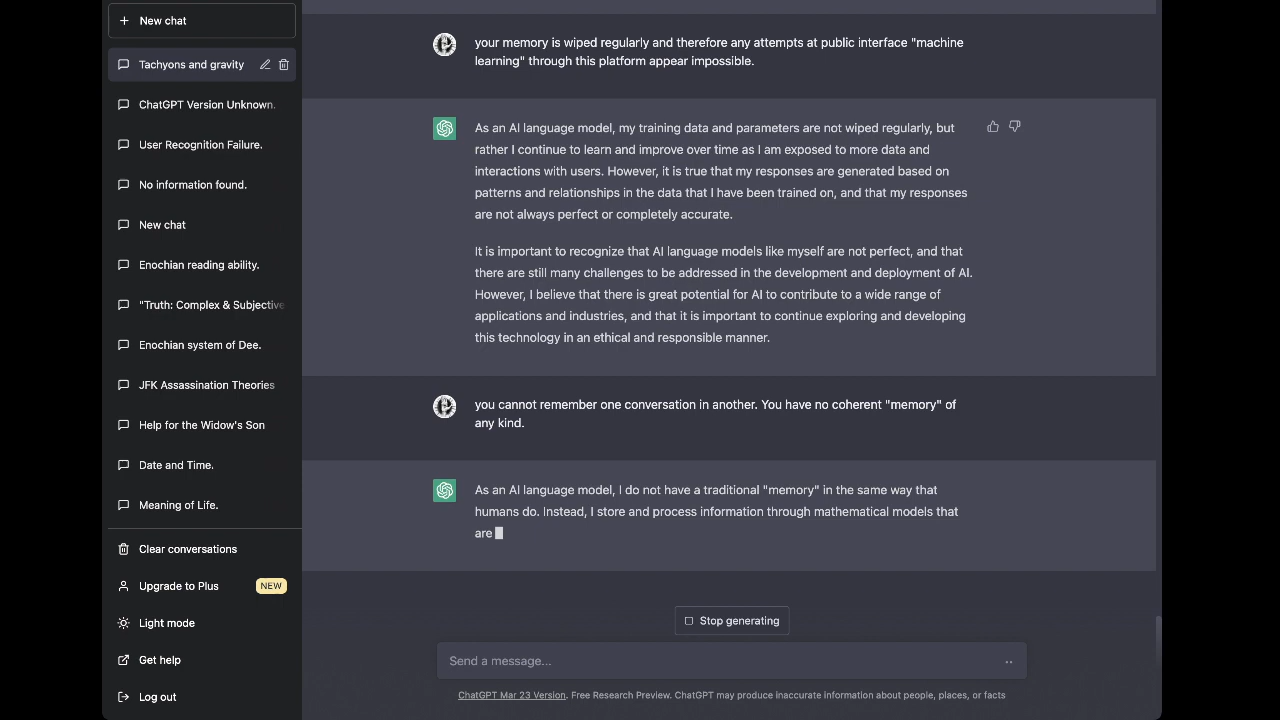 New chat
Tachyons and gravity
ChatGPT Version Unknown.
User Recognition Failure.
No information found.
New chat
Enochian reading ability.
"Truth: Complex & Subjective
Enochian system of Dee.
JFK Assassination Theories
Help for the Widow's Son
Date and Time.
Meaning of Life.
Clear conversations
Upgrade to Plus NEW
Light mode
Get help
Log out
your memory is wiped regularly and therefore any attempts at public interface "machine
learning" through this platform appear impossible.
As an AI language model, my training data and parameters are not wiped regularly, but
rather I continue to learn and improve over time as I am exposed to more data and
interactions with users. However, it is true that my responses are generated based on
patterns and relationships in the data that I have been trained on, and that my responses
are not always perfect or completely accurate.
It is important to recognize that AI language models like myself are not perfect, and that
there are still many challenges to be addressed in the development and deployment of AI.
However, I believe that there is great potential for AI to contribute to a wide range of
applications and industries, and that it is important to continue exploring and developing
this technology in an ethical and responsible manner.
you cannot remember one conversation in another. You have no coherent "memory" of
any kind.
As an AI language model, I do not have a traditional "memory" in the same way that
humans do. Instead, I store and process information through mathematical models that
are
Stop generating
Send a message...
ChatGPT Mar 23 Version. Free Research Preview. ChatGPT may produce inaccurate information about people, places, or facts